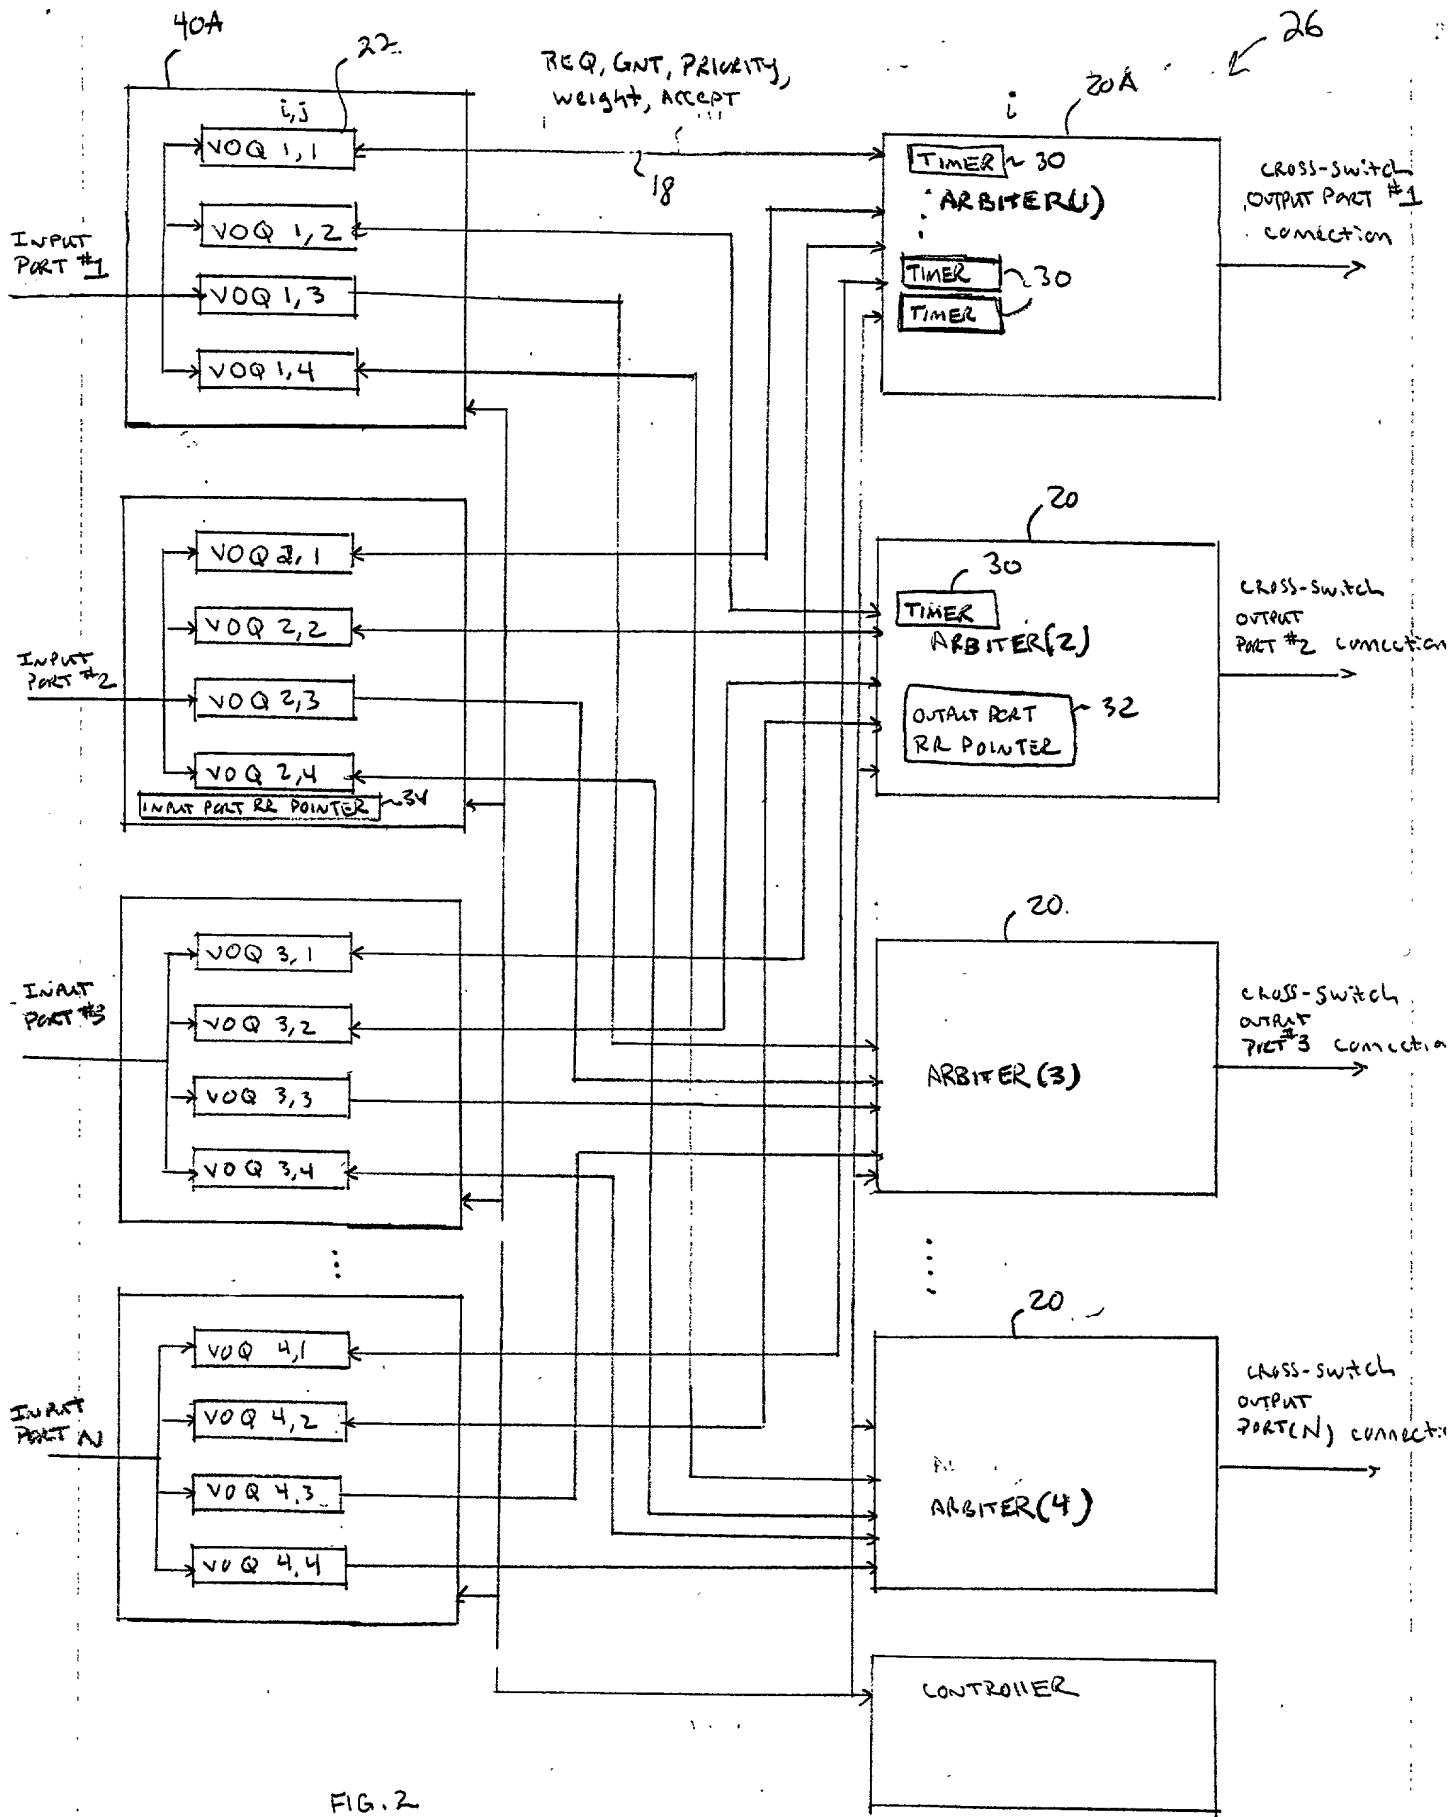 40A
22
REQ, GNT, PRIORITY,
Weight, ACCEPT
26
20A
i,j
i
VOQ 1,1
18
TIMER
30
ARBITER(1)
CROSS-SWITCH
OUTPUT PORT #1
connection
VOQ 1,2
INPUT
PORT #1
VOQ 1,3
TIMER
30
TIMER
VOQ 1,4
20
VOQ 2,1
30
TIMER
ARBITER(2)
CROSS-SWITCH
OUTPUT
PORT #2 connection
VOQ 2,2
INPUT
PORT #2
VOQ 2,3
OUTPUT PORT
RR POINTER
32
VOQ 2,4
INPUT PORT RR POINTER
34
20
VOQ 3,1
INPUT
PORT #3
VOQ 3,2
CROSS-SWITCH
OUTPUT
PORT #3 connectio
ARBITER (3)
VOQ 3,3
VOQ 3,4
20
VOQ 4,1
INPUT
PORT N
VOQ 4,2
CROSS-SWITCH
OUTPUT
PORT(N) connecti
VOQ 4,3
ARBITER(4)
VOQ 4,4
CONTROLLER
FIG. 2